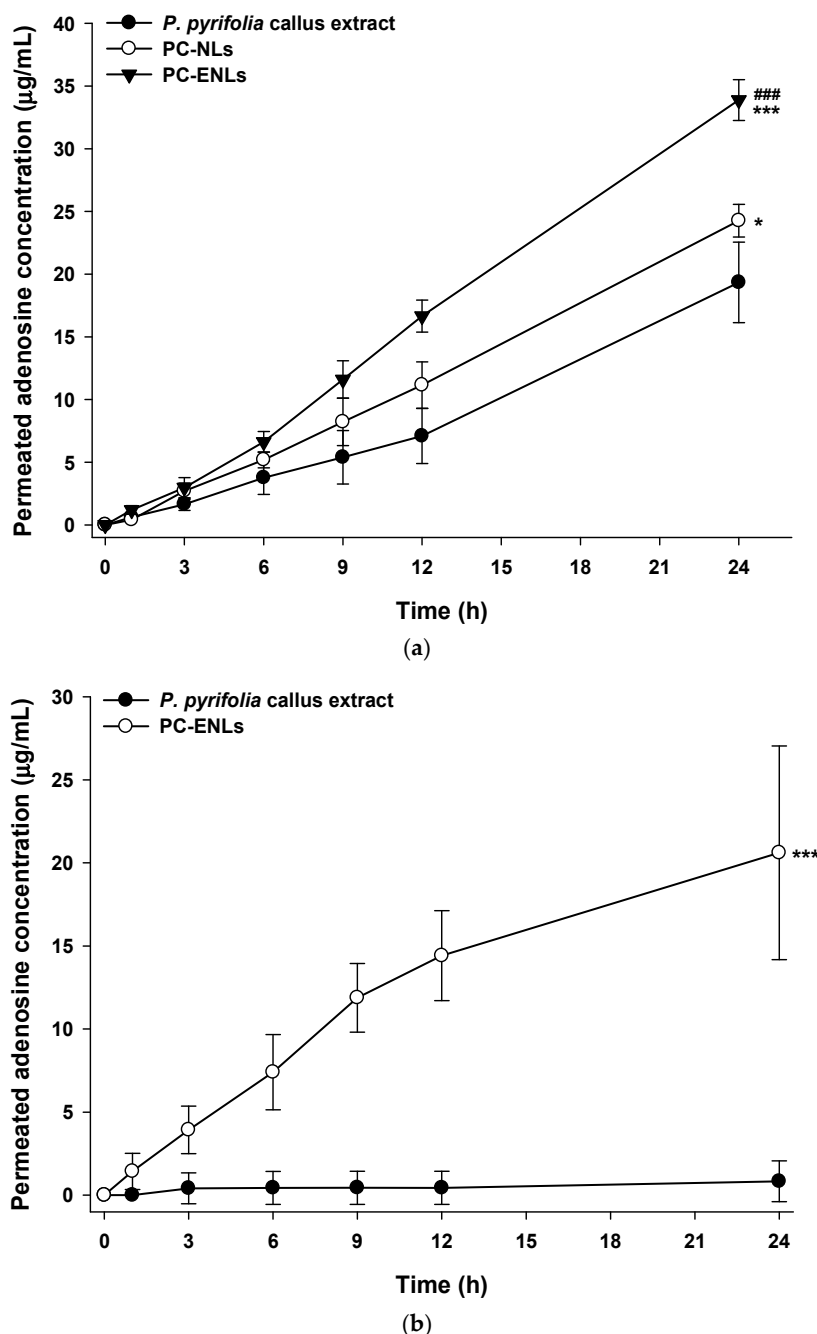 P. pyrifolia callus extract
PC-NLs
PC-ENLs
Permeated adenosine concentration (μg/mL)
40
35
30
25
20
15
10
5
0
###
***
*
0 3 6 9 12 15 18 21 24
Time (h)
(a)
P. pyrifolia callus extract
PC-ENLs
Permeated adenosine concentration (μg/mL)
30
25
20
15
10
5
0
***
0 3 6 9 12 15 18 21 24
Time (h)
(b)